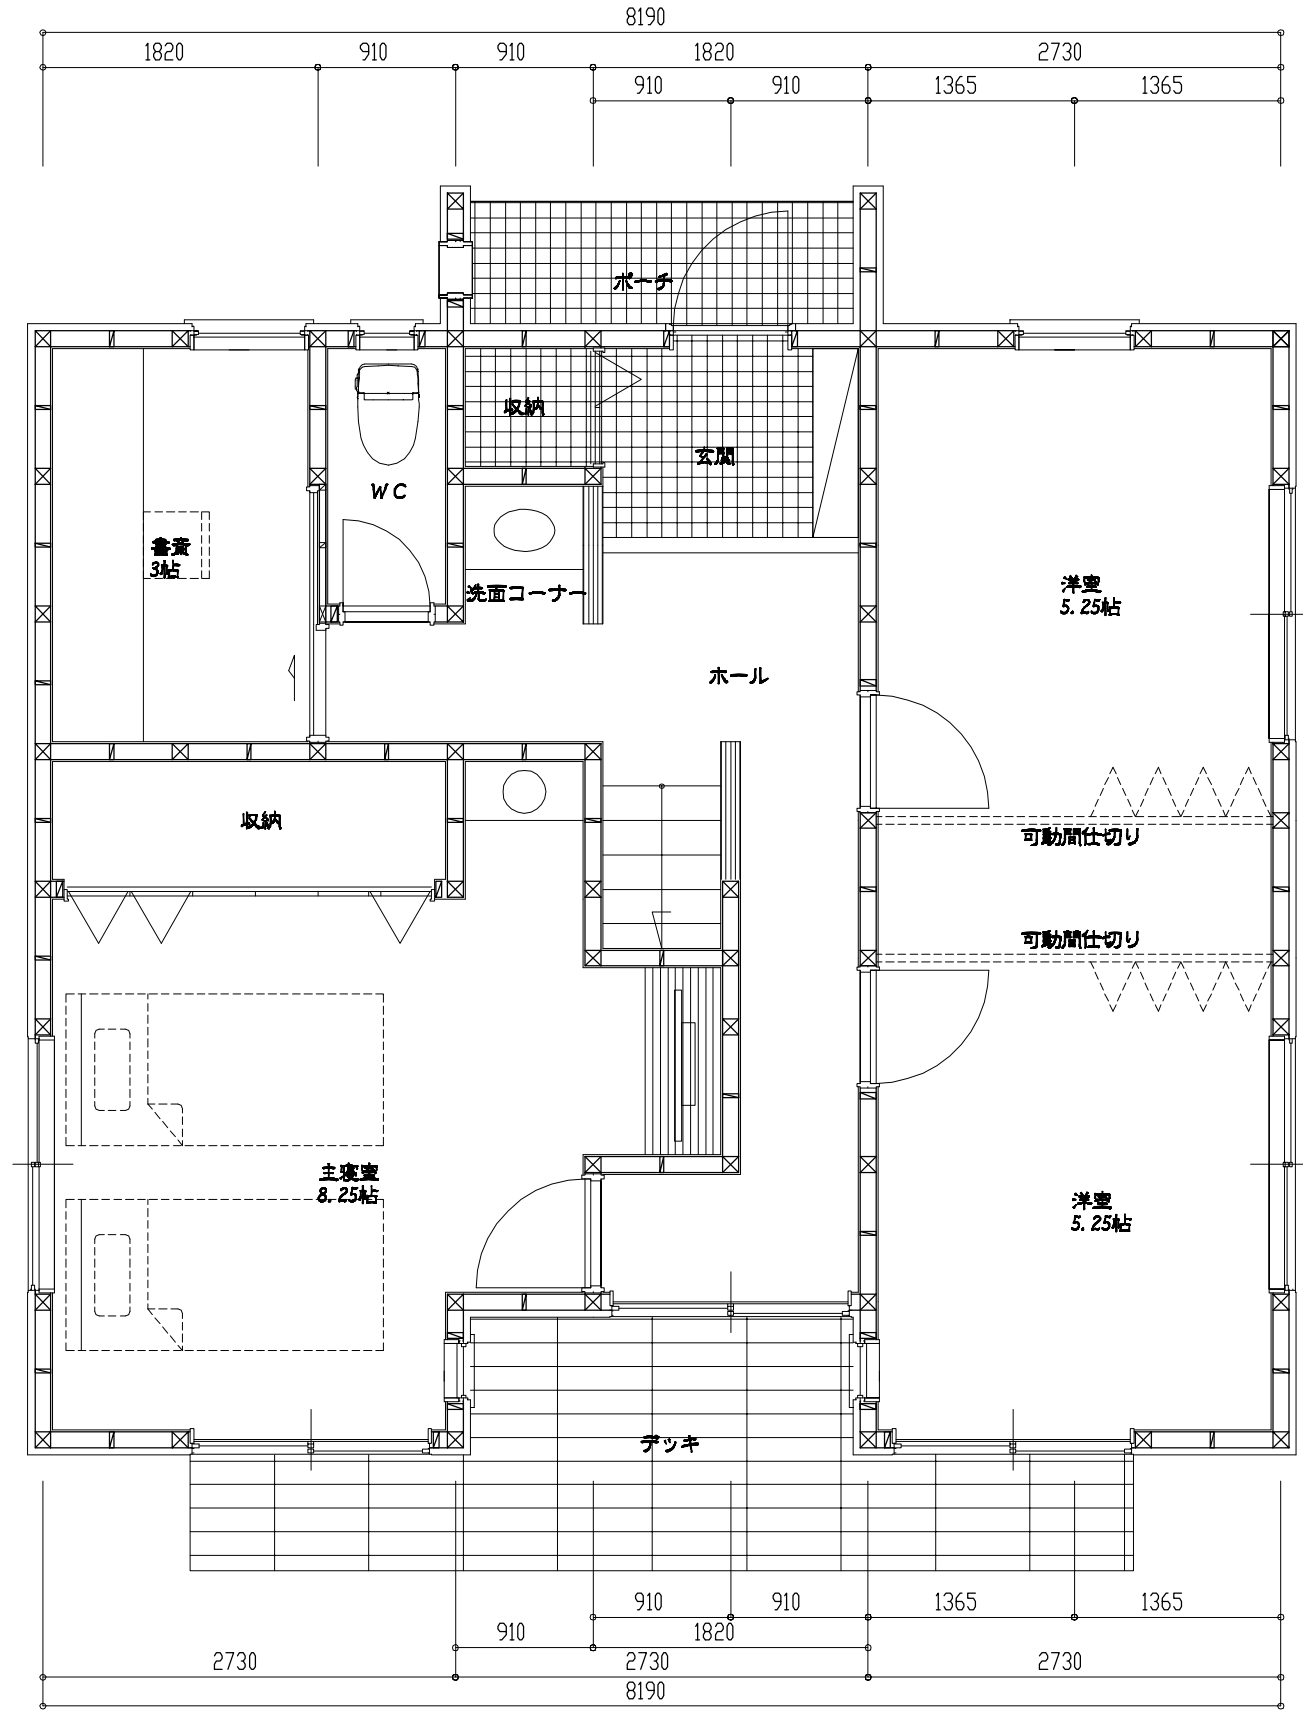 8190
1820 910 910 1820 2730
910 910 1365 1365
ポーチ
収納
玄関
WC
書斎
3帖
洗面コーナー
洋室
5.25帖
ホール
収納
可動間仕切り
可動間仕切り
主寝室
8.25帖
洋室
5.25帖
デッキ
910 910 1365 1365
910 1820
2730 2730 2730
8190